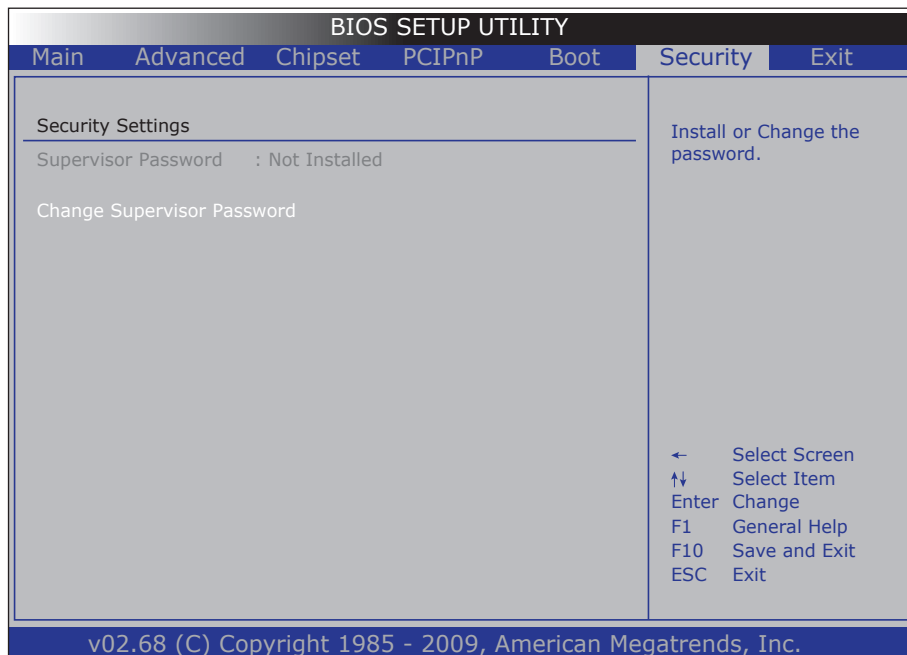 BIOS SETUP UTILITY
Main Advanced Chipset PCIPnP Boot Security Exit
Security Settings
Supervisor Password : Not Installed
Change Supervisor Password
Install or Change the
password.
← Select Screen
↑↓ Select Item
Enter Change
F1 General Help
F10 Save and Exit
ESC Exit
v02.68 (C) Copyright 1985 - 2009, American Megatrends, Inc.